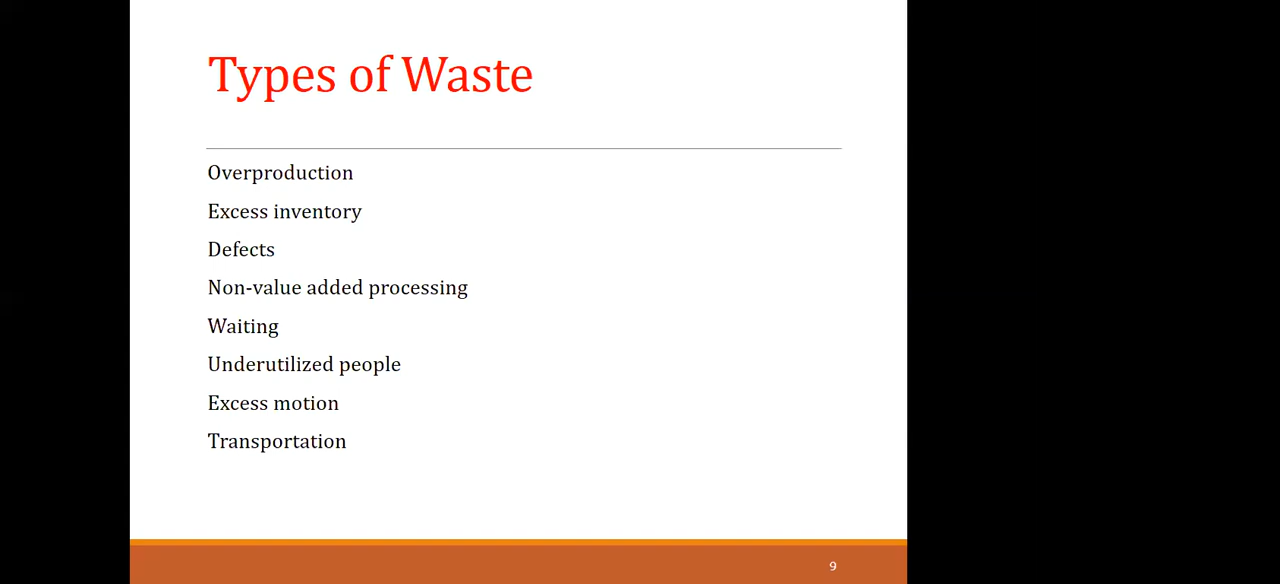 Types of Waste
Overproduction
Excess inventory
Defects
Non-value added processing
Waiting
Underutilized people
Excess motion
Transportation
9